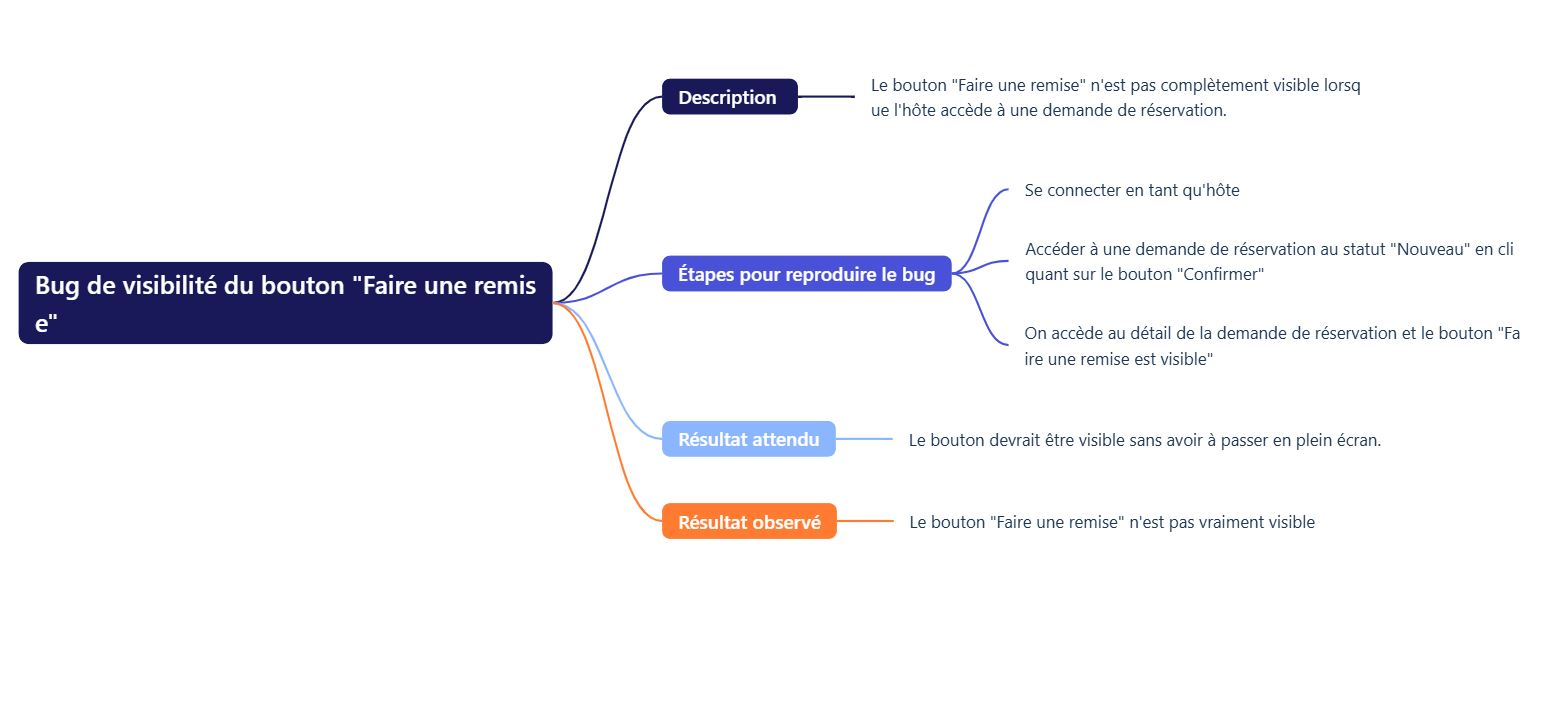 Description
Le bouton "Faire une remise" n'est pas complètement visible lorsq
ue l'hôte accède à une demande de réservation.
Bug de visibilité du bouton "Faire une remis
e"
Étapes pour reproduire le bug
Se connecter en tant qu'hôte
Accéder à une demande de réservation au statut "Nouveau" en cli
quant sur le bouton "Confirmer"
On accède au détail de la demande de réservation et le bouton "Fa
ire une remise est visible"
Résultat attendu
Le bouton devrait être visible sans avoir à passer en plein écran.
Résultat observé
Le bouton "Faire une remise" n'est pas vraiment visible